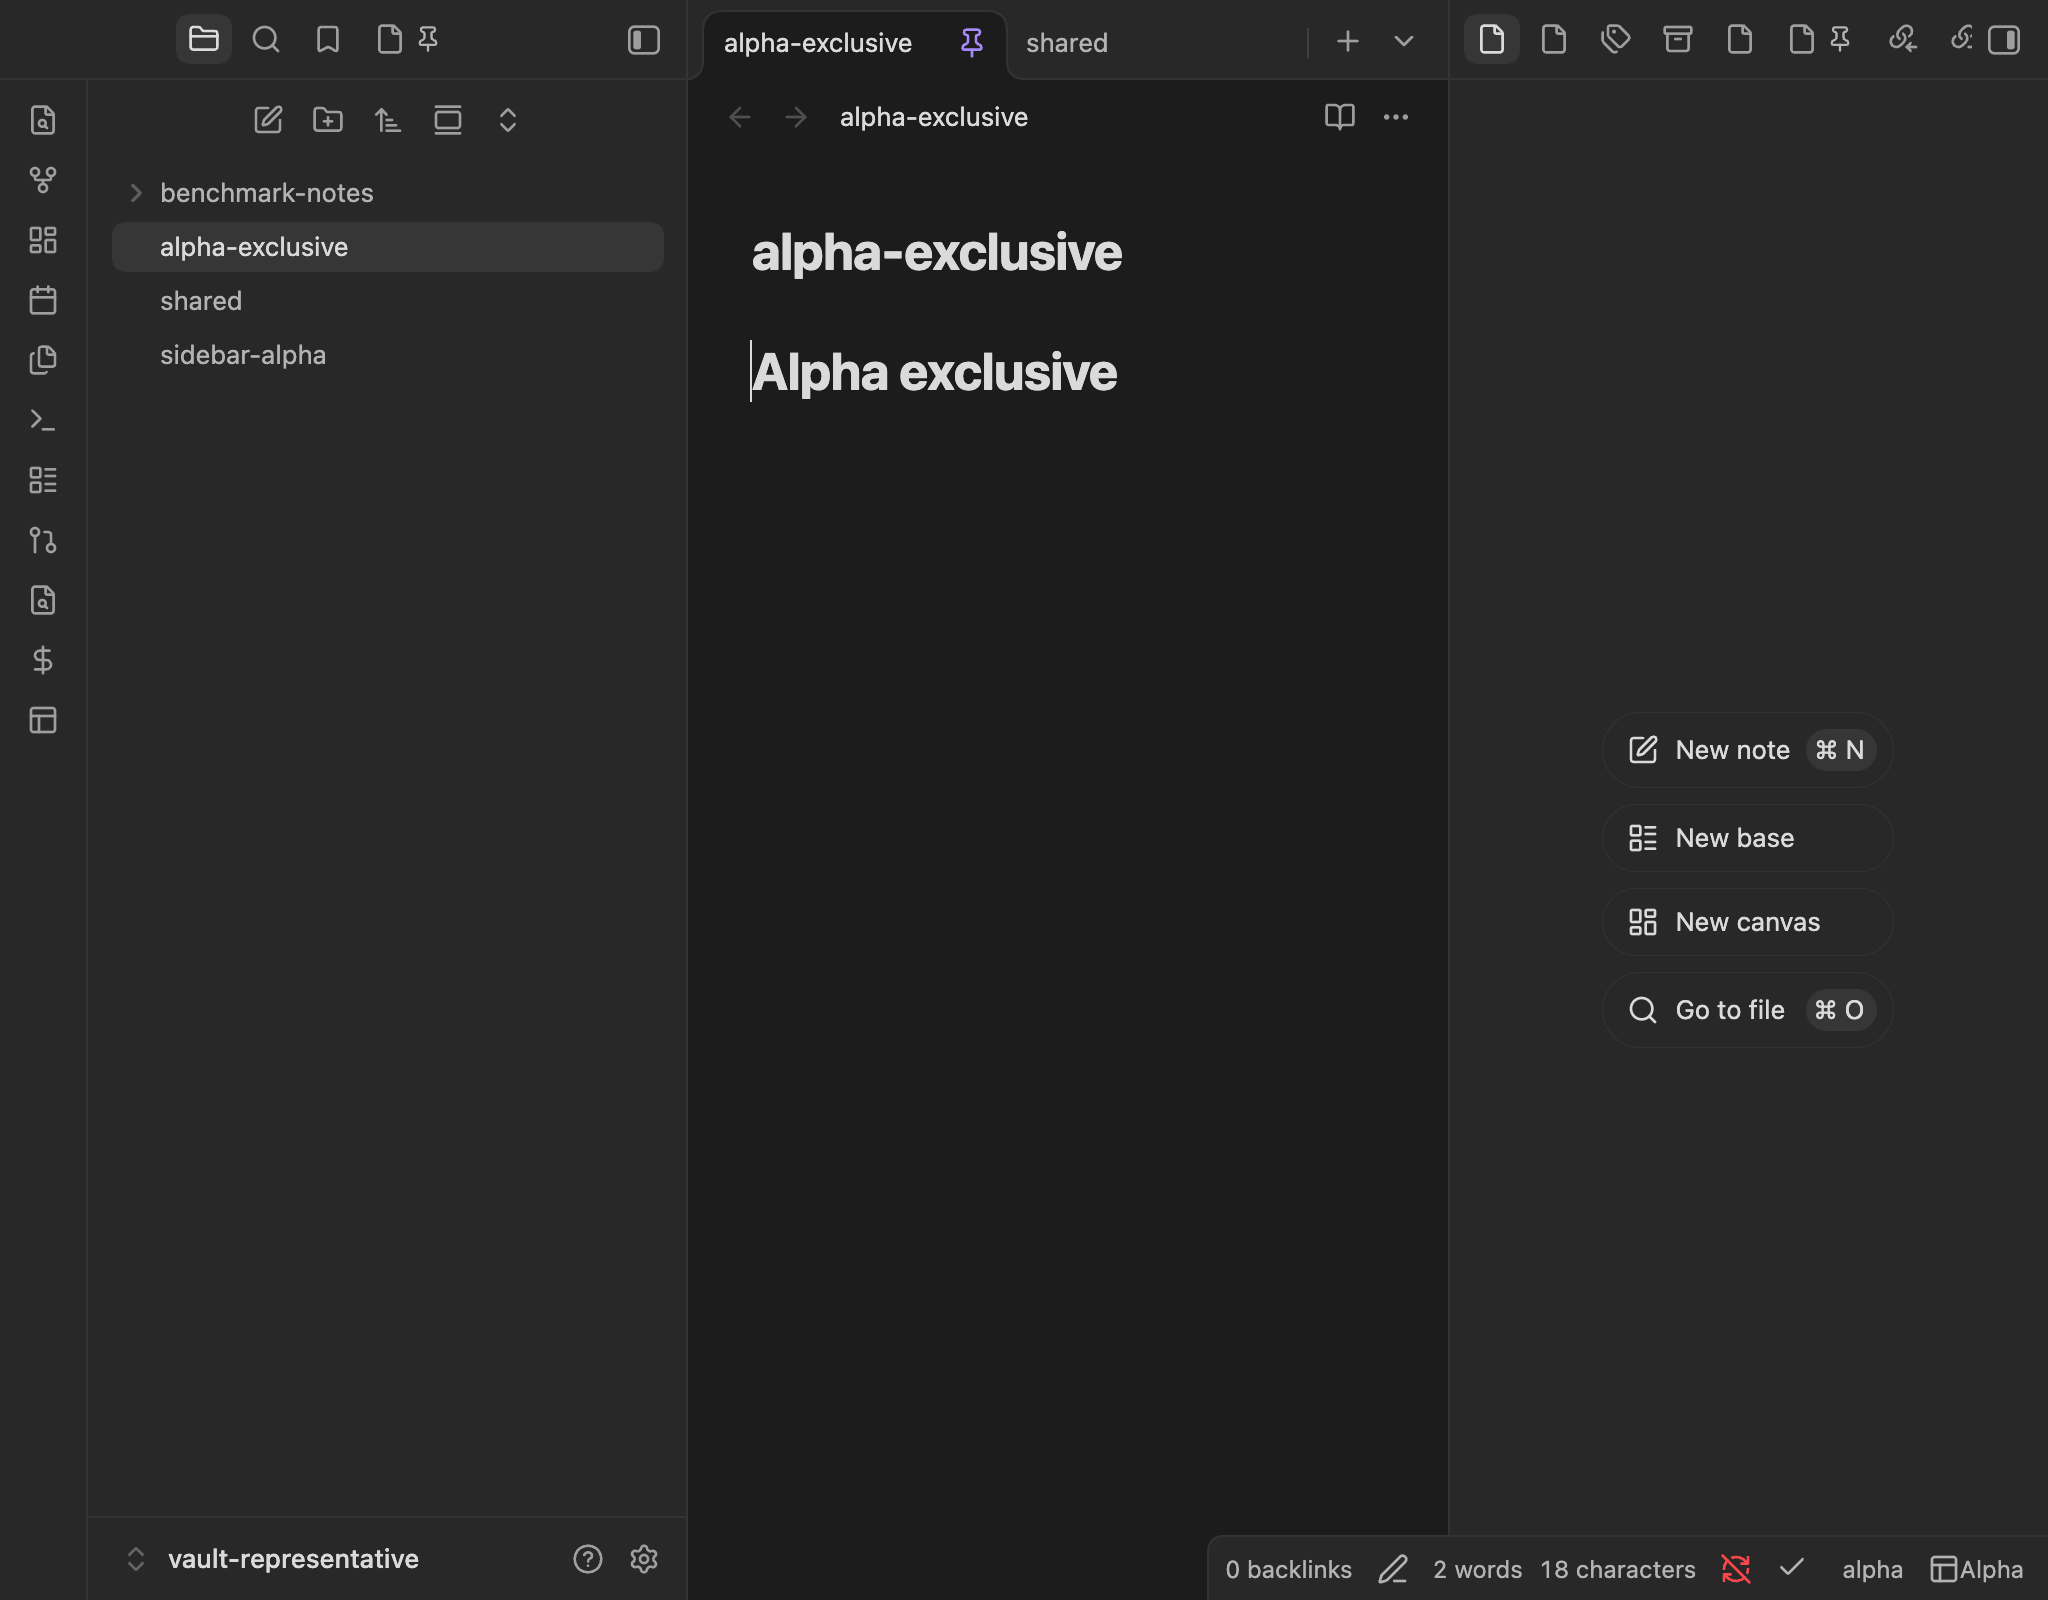 alpha-exclusive
shared
alpha-exclusive
benchmark-notes
alpha-exclusive
shared
sidebar-alpha
alpha-exclusive
Alpha exclusive
New note ⌘ N
New base
New canvas
Go to file ⌘ O
vault-representative
0 backlinks 2 words 18 characters alpha Alpha